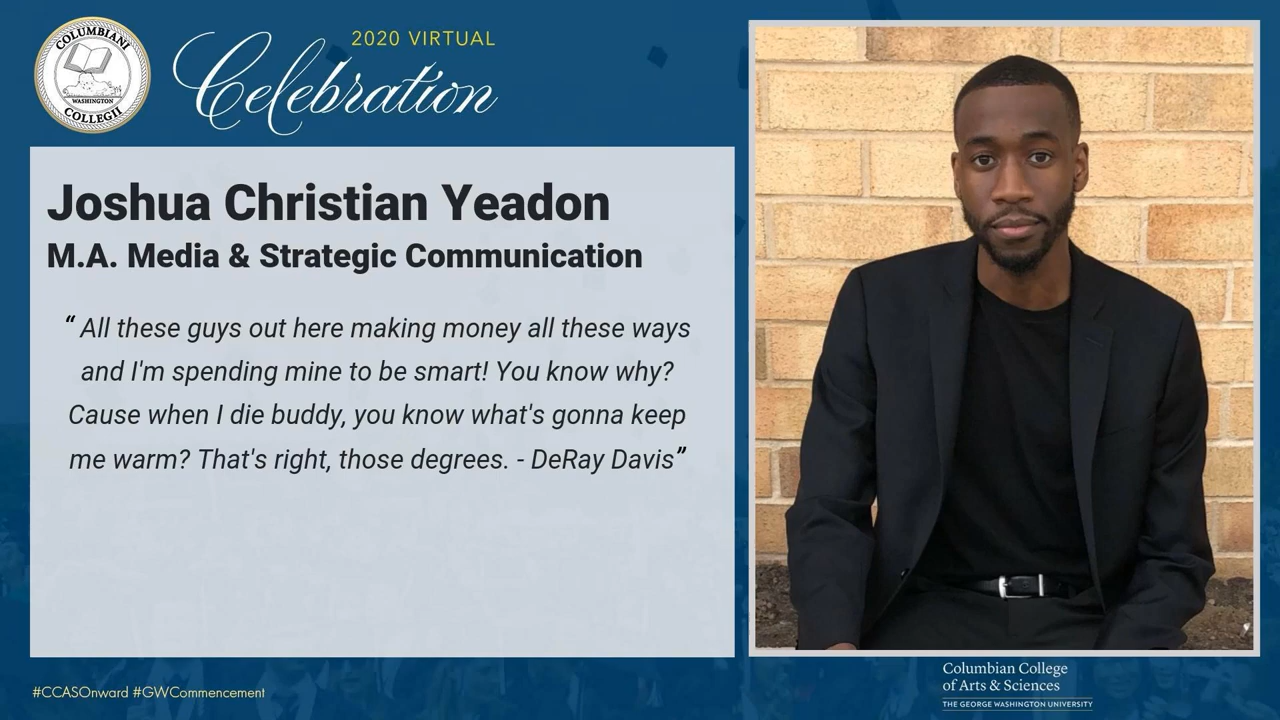 COLUMBIANI
WASHINGTON
COLLEGII
2020 VIRTUAL
Celebration
Joshua Christian Yeadon
M.A. Media & Strategic Communication
“ All these guys out here making money all these ways
and I'm spending mine to be smart! You know why?
Cause when I die buddy, you know what's gonna keep
me warm? That's right, those degrees. - DeRay Davis”
#CCASOnward #GWCommencement
Columbian College
of Arts & Sciences
THE GEORGE WASHINGTON UNIVERSITY